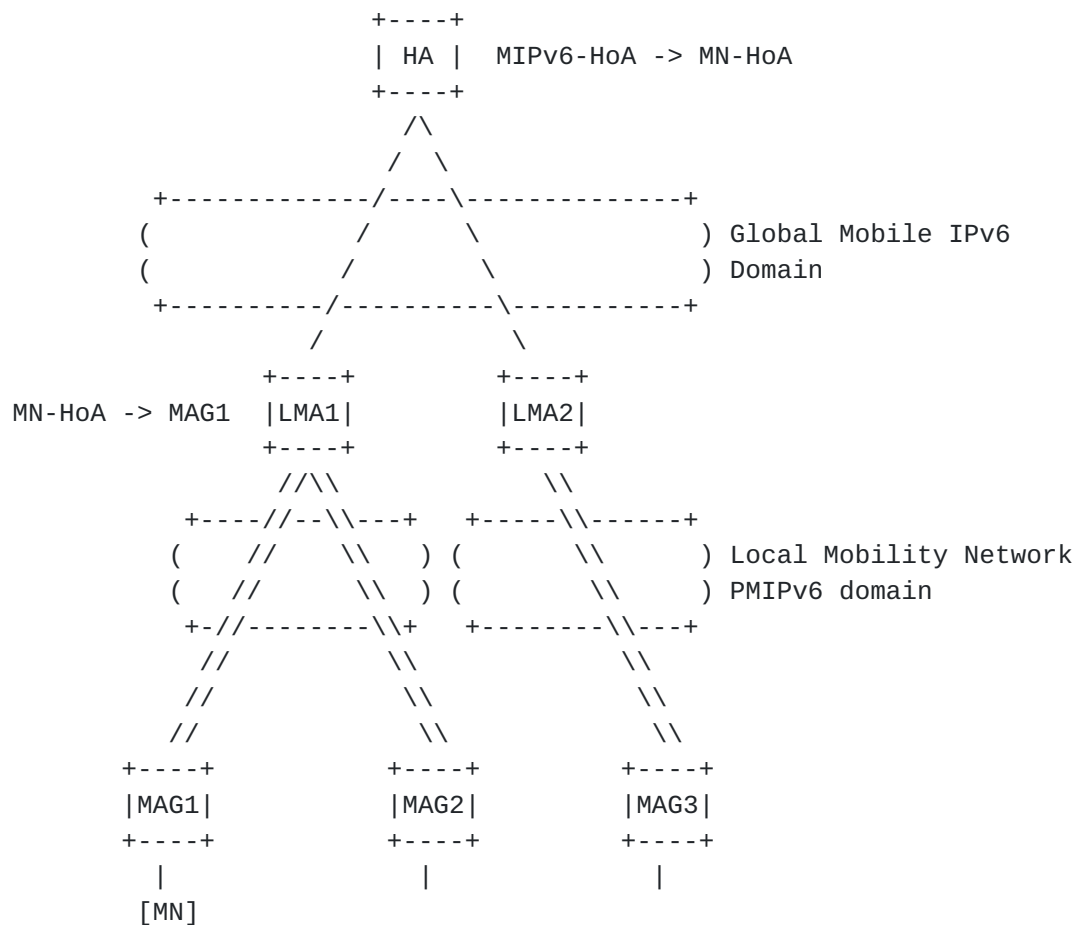 HA MIPv6-HoA -> MN-HoA
Global Mobile IPv6
Domain
MN-HoA -> MAG1 LMA1 LMA2
Local Mobility Network
PMIPv6 domain
MAG1 MAG2 MAG3
[MN]